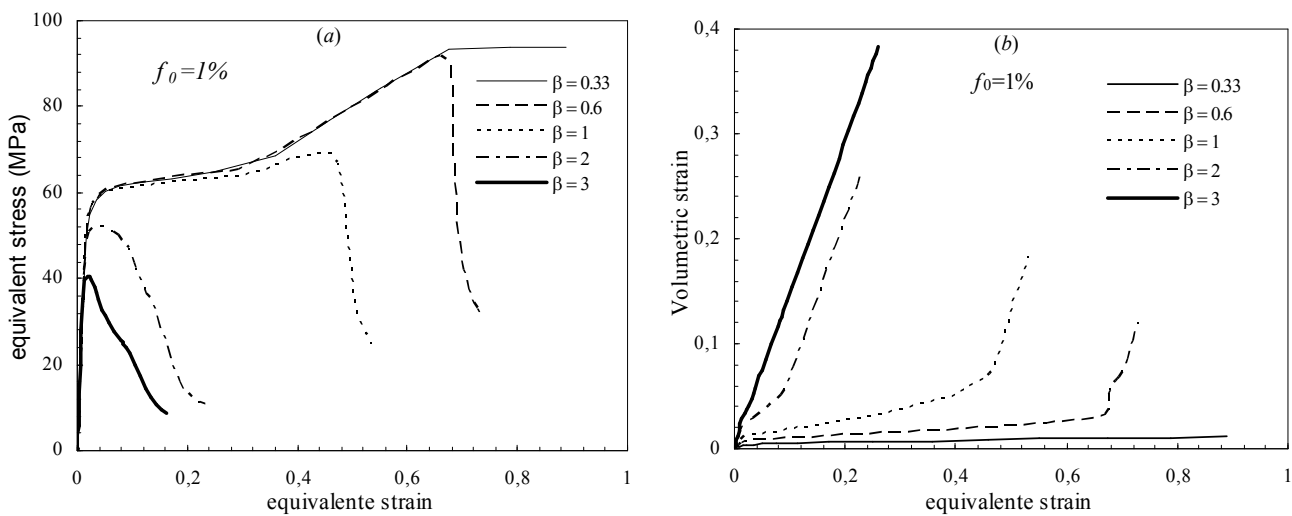 (a)
f0=1%
β = 0.33
β = 0.6
β = 1
β = 2
β = 3
equivalent stress (MPa)
100
80
60
40
20
0
0
0,2
0,4
0,6
0,8
1
equivalente strain
(b)
f0=1%
β = 0.33
β = 0.6
β = 1
β = 2
β = 3
Volumetric strain
0,4
0,3
0,2
0,1
0
0
0,2
0,4
0,6
0,8
1
equivalente strain